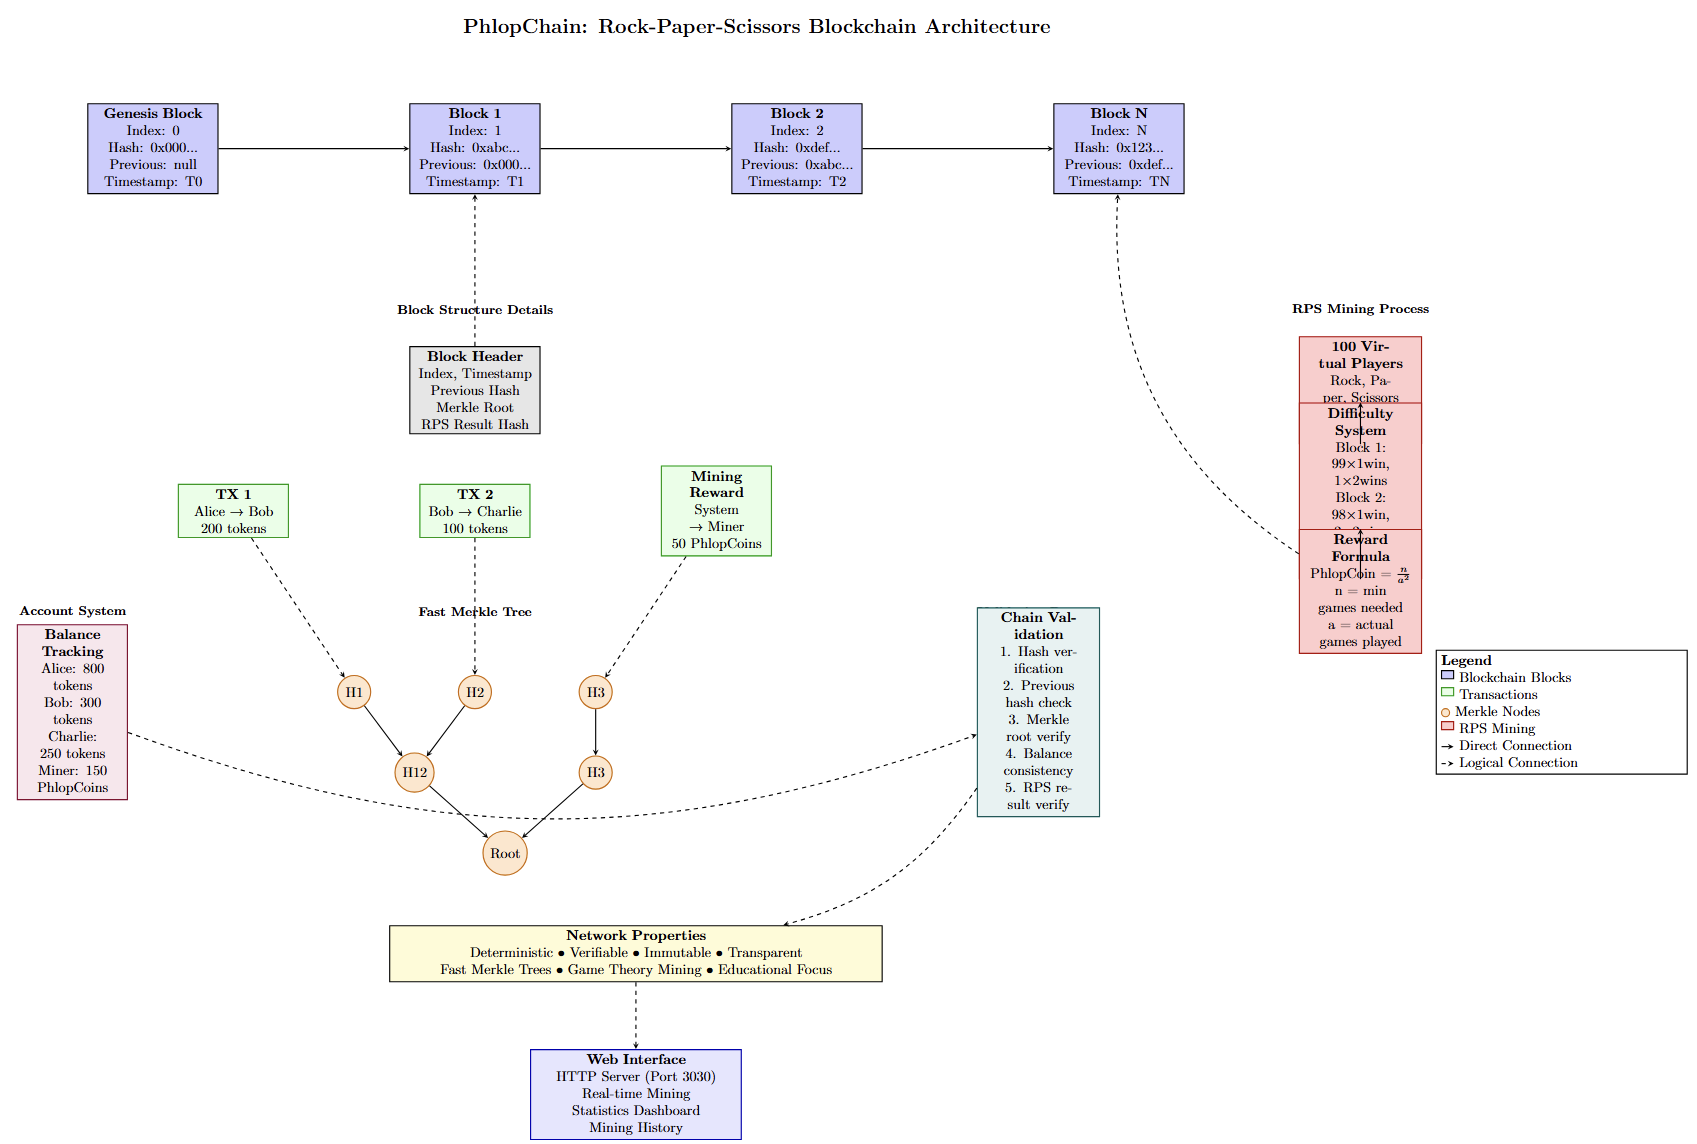 PhlopChain: Rock-Paper-Scissors Blockchain Architecture
Genesis Block
Index: 0
Hash: 0x000...
Previous: null
Timestamp: T0
Block 1
Index: 1
Hash: 0xabc...
Previous: 0x000...
Timestamp: T1
Block 2
Index: 2
Hash: 0xdef...
Previous: 0xabc...
Timestamp: T2
Block N
Index: N
Hash: 0x123...
Previous: 0xdef...
Timestamp: TN
Block Structure Details
Block Header
Index, Timestamp
Previous Hash
Merkle Root
RPS Result Hash
RPS Mining Process
100 Vir-
tual Players
Rock, Pa-
per, Scissors
Difficulty
System
Block 1:
99×1win,
1×2wins
Block 2:
98×1win,
Reward
Formula
PhlopCoin = n/a²
n = min
games needed
a = actual
games played
TX 1
Alice → Bob
200 tokens
TX 2
Bob → Charlie
100 tokens
Mining
Reward
System
→ Miner
50 PhlopCoins
Account System
Balance
Tracking
Alice: 800
tokens
Bob: 300
tokens
Charlie:
250 tokens
Miner: 150
PhlopCoins
Fast Merkle Tree
H1
H2
H3
H12
H3
Root
Chain Val-
idation
1. Hash ver-
ification
2. Previous
hash check
3. Merkle
root verify
4. Balance
consistency
5. RPS re-
sult verify
Legend
Blockchain Blocks
Transactions
Merkle Nodes
RPS Mining
Direct Connection
Logical Connection
Network Properties
Deterministic ● Verifiable ● Immutable ● Transparent
Fast Merkle Trees ● Game Theory Mining ● Educational Focus
Web Interface
HTTP Server (Port 3030)
Real-time Mining
Statistics Dashboard
Mining History